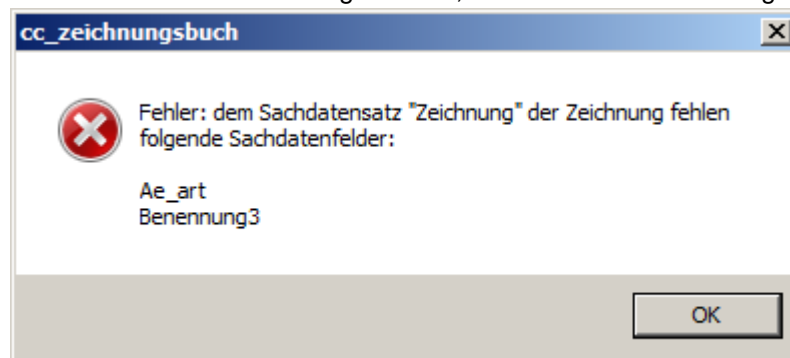 cc_zeichnungsbuch
Fehler: dem Sachdatensatz "Zeichnung" der Zeichnung fehlen
folgende Sachdatenfelder:
Ae_art
Benennung3
OK